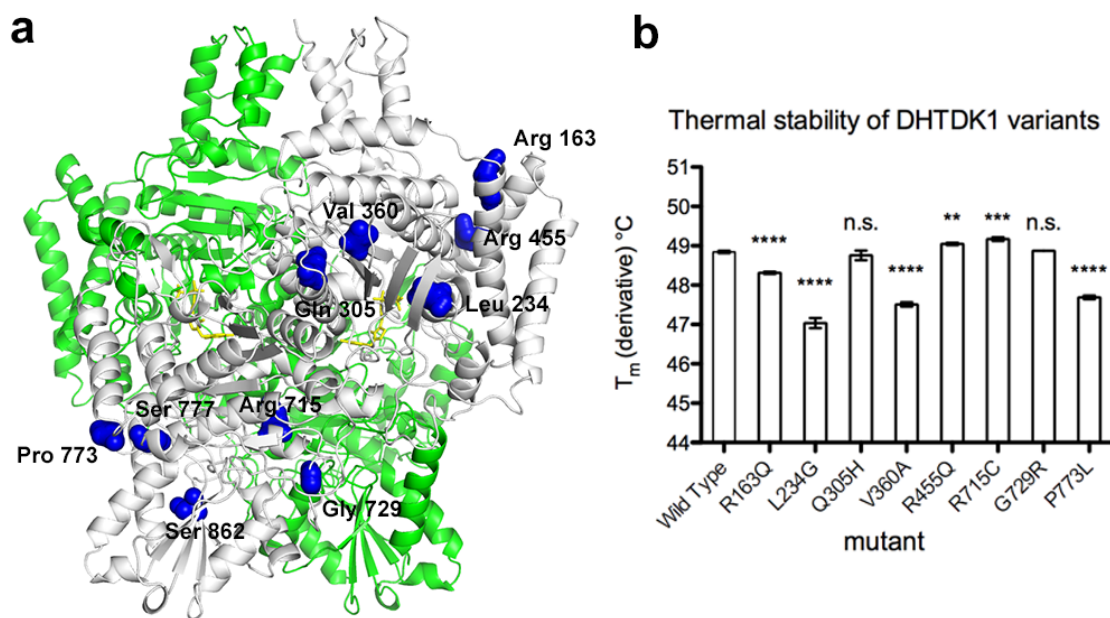 a
Arg 163
Val 360
Arg 455
Gln 305
Leu 234
Ser 777
Arg 715
Pro 773
Gly 729
Ser 862
b
Thermal stability of DHTDK1 variants
Tm (derivative) °C
51
50
49
48
47
46
45
44
****
****
n.s.
****
**
***
n.s.
****
Wild Type
R163Q
L234G
Q305H
V360A
R455Q
R715C
G729R
P773L
mutant